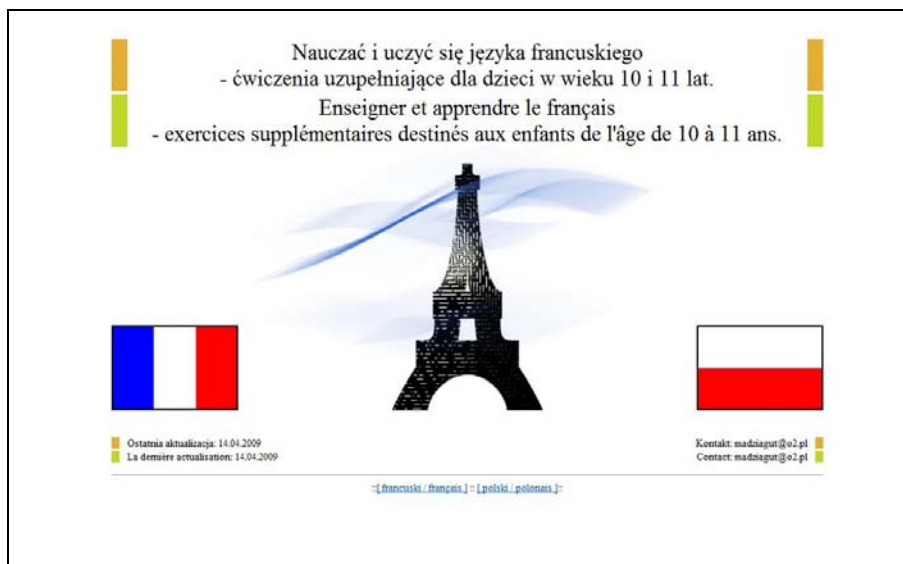 Nauczać i uczyć się języka francuskiego
- ćwiczenia uzupełniające dla dzieci w wieku 10 i 11 lat.
Enseigner et apprendre le français
- exercices supplémentaires destinés aux enfants de l'âge de 10 à 11 ans.
Ostatnia aktualizacja: 14.04.2009
La dernière actualisation: 14.04.2009
Kontakt: madziagut@o2.pl
Contact: madziagut@o2.pl
::[ francuski / français ] :: [ polski / polonais ]::